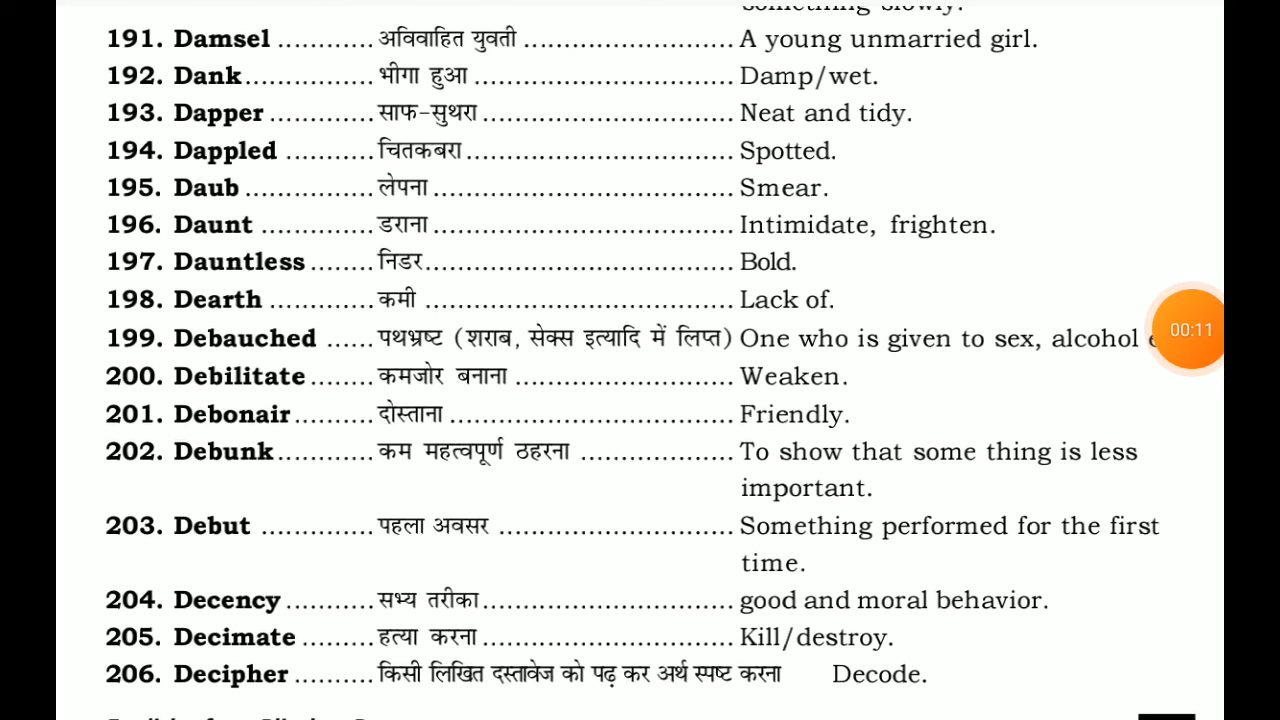 something slowly.
191. Damsel ............ अविवाहित युवती ........................... A young unmarried girl.
192. Dank............... भीगा हुआ ................................. Damp/wet.
193. Dapper ............ साफ-सुथरा ................................ Neat and tidy.
194. Dappled .......... चितकबरा ................................. Spotted.
195. Daub .............. लेपना ...................................... Smear.
196. Daunt ............. डराना ...................................... Intimidate, frighten.
197. Dauntless ........ निडर....................................... Bold.
198. Dearth ............ कमी ....................................... Lack of.
199. Debauched ...... पथभ्रष्ट (शराब, सेक्स इत्यादि में लिप्त) One who is given to sex, alcohol
00:11
200. Debilitate ........ कमजोर बनाना ............................ Weaken.
201. Debonair .......... दोस्ताना .................................... Friendly.
202. Debunk............ कम महत्वपूर्ण ठहरना ................... To show that some thing is less
important.
203. Debut ............. पहला अवसर .............................. Something performed for the first
time.
204. Decency ........... सभ्य तरीका ............................... good and moral behavior.
205. Decimate ......... हत्या करना ............................... Kill/destroy.
206. Decipher .......... किसी लिखित दस्तावेज को पढ़ कर अर्थ स्पष्ट करना Decode.